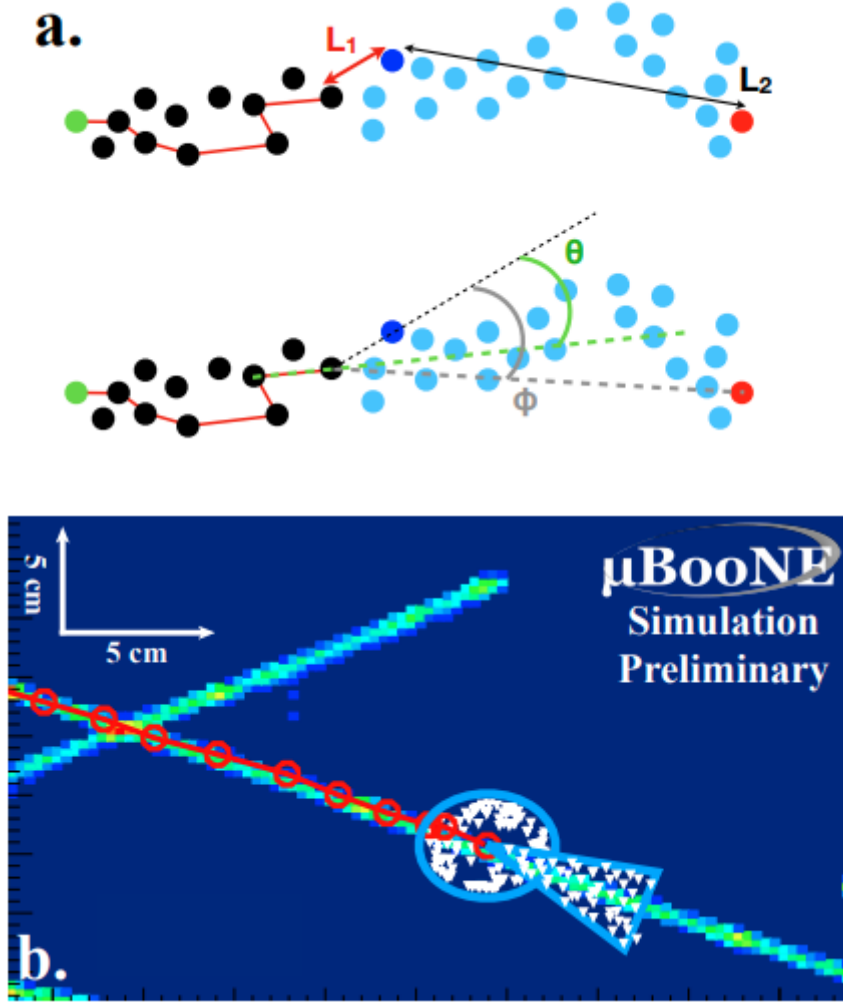 a.
L₁
L₂
θ
ϕ
5 cm
5 cm
μBooNE
Simulation
Preliminary
b.